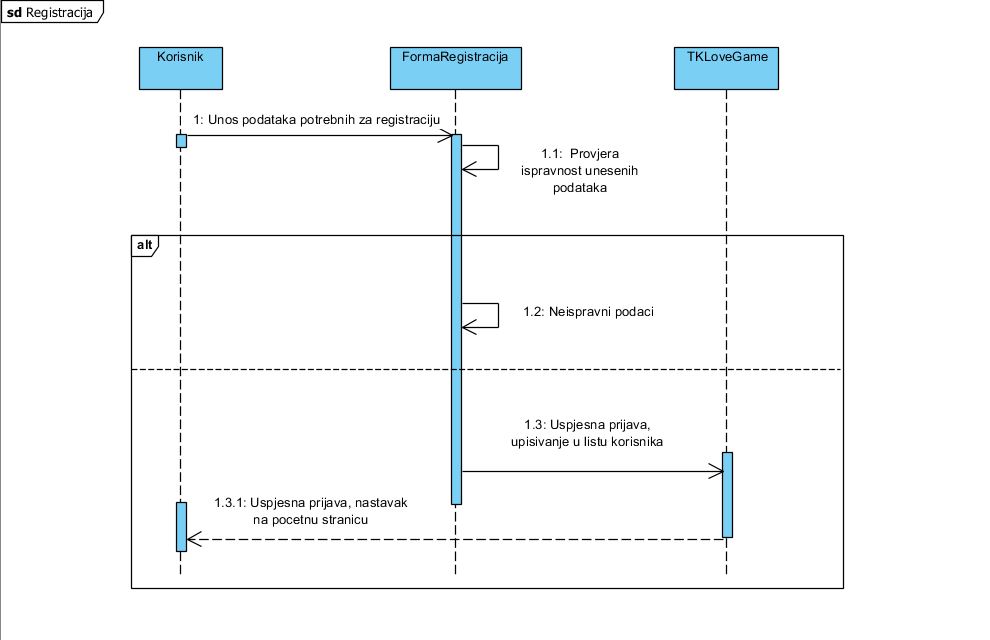 sd Registracija
Korisnik
FormaRegistracija
TKLoveGame
1: Unos podataka potrebnih za registraciju
1.1: Provjera
ispravnost unesenih
podataka
alt
1.2: Neispravni podaci
1.3: Uspjesna prijava,
upisivanje u listu korisnika
1.3.1: Uspjesna prijava, nastavak
na pocetnu stranicu